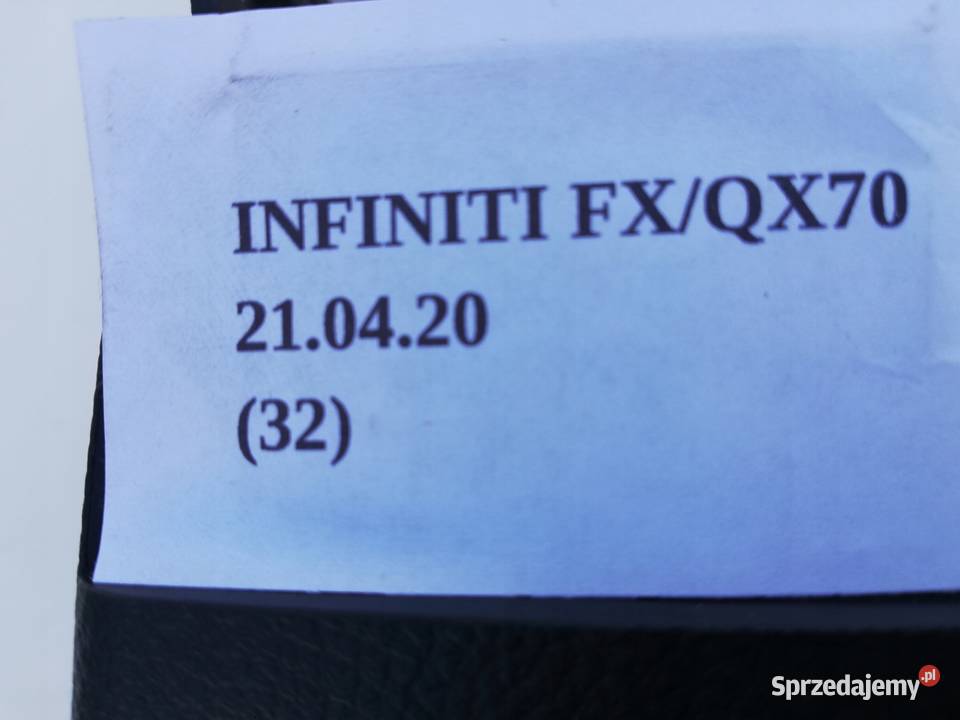 INFINITI FX/QX70
21.04.20
(32)
Sprzedajemy.pl